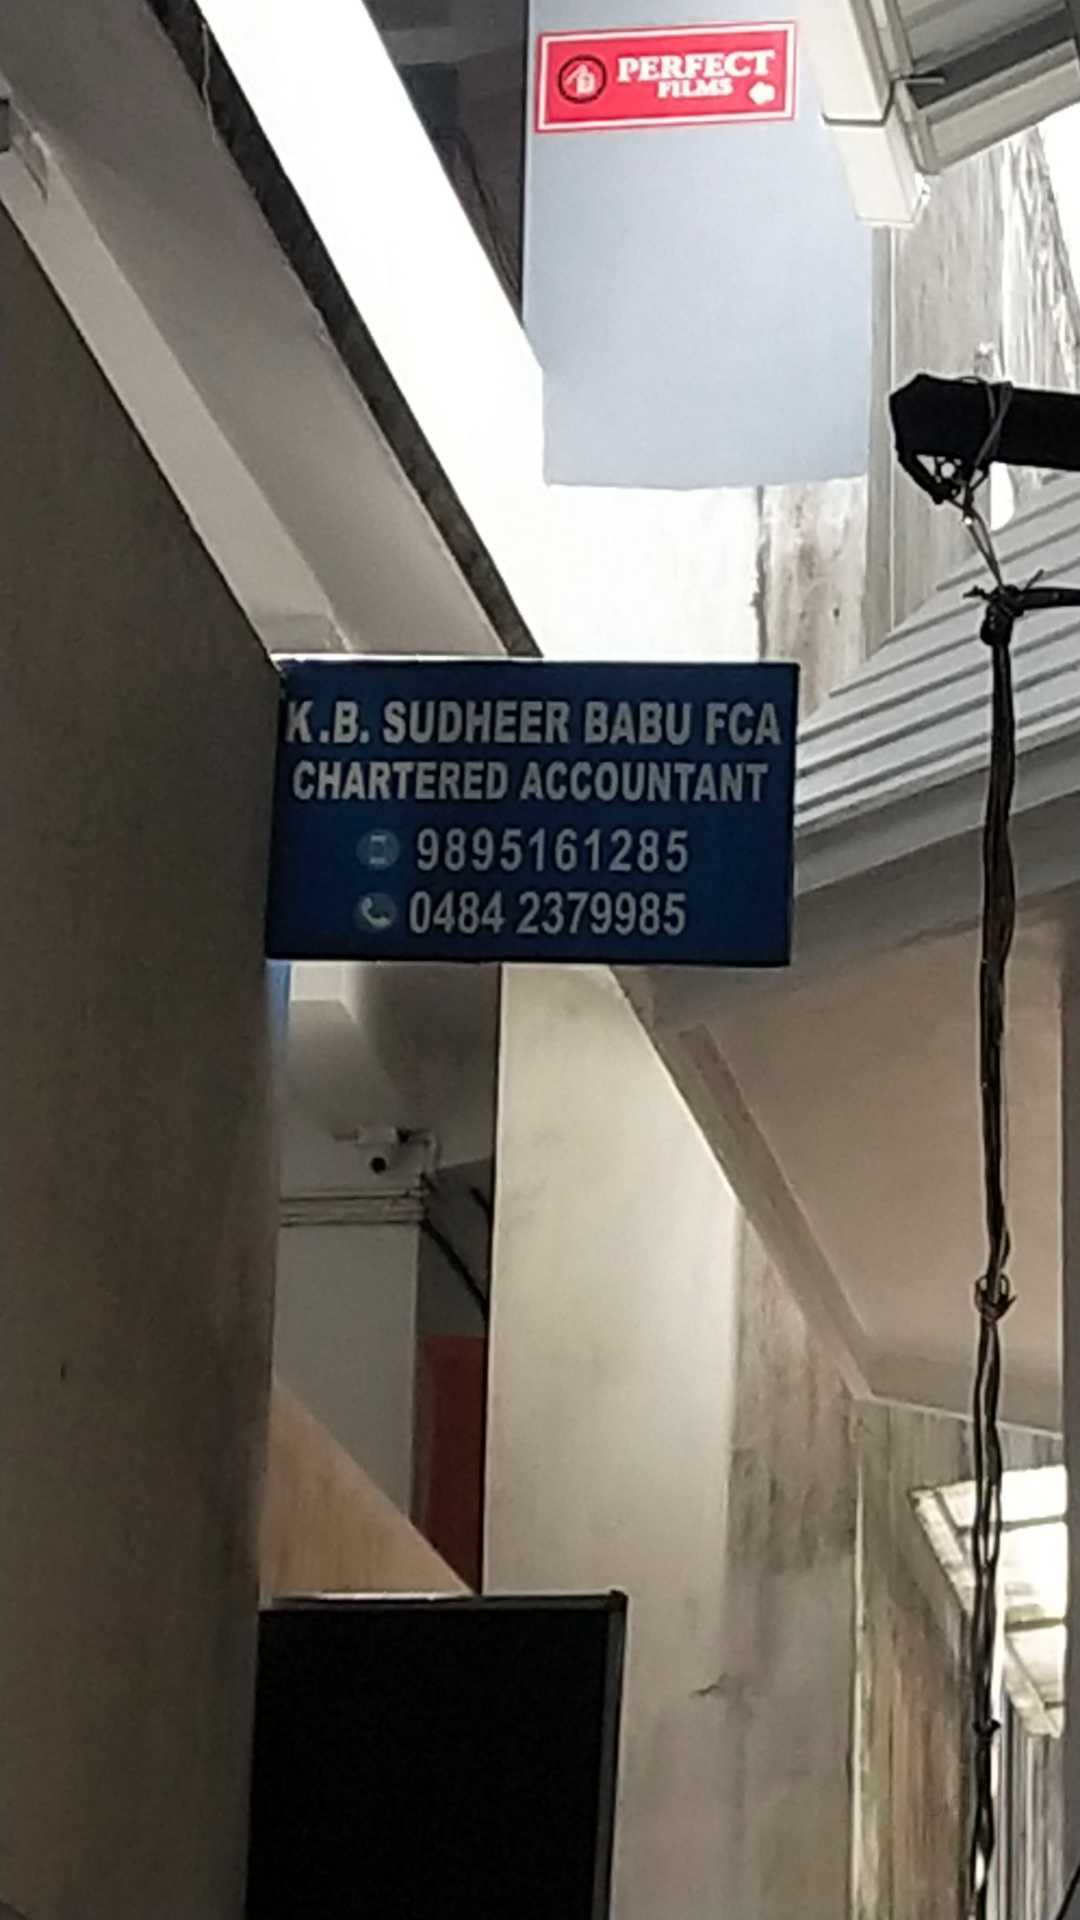 PERFECT
FILMS
K.B. SUDHEER BABU FCA
CHARTERED ACCOUNTANT
9895161285
0484 2379985